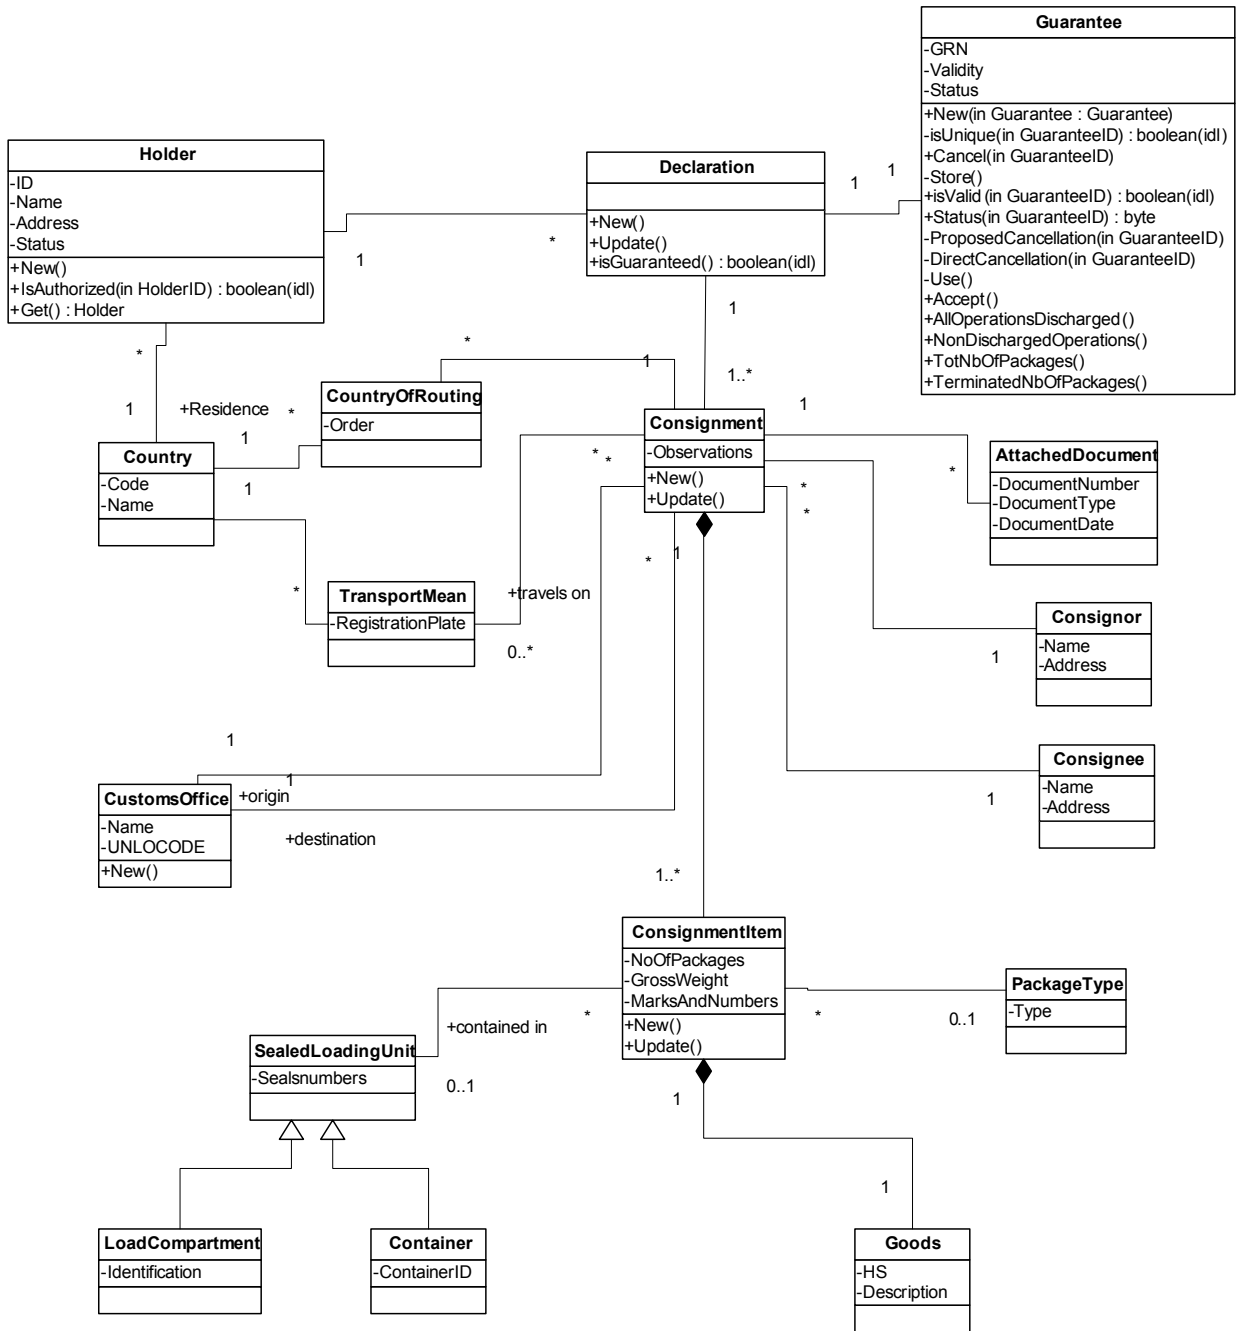 Guarantee
-GRN
-Validity
-Status
+New(in Guarantee : Guarantee)
-isUnique(in GuaranteeID) : boolean(idl)
+Cancel(in GuaranteeID)
-Store()
+isValid(in GuaranteeID) : boolean(idl)
+Status(in GuaranteeID) : byte
-ProposedCancellation(in GuaranteeID)
-DirectCancellation(in GuaranteeID)
-Use()
+Accept()
+AllOperationsDischarged()
+NonDischargedOperations()
+TotNbOfPackages()
+TerminatedNbOfPackages()
Holder
-ID
-Name
-Address
-Status
+New()
+IsAuthorized(in HolderID) : boolean(idl)
+Get() : Holder
Declaration
+New()
+Update()
+isGuaranteed() : boolean(idl)
1
1
1
*
1
1..*
*
1
+Residence
*
1
CountryOfRouting
-Order
*
1
Country
-Code
-Name
1
*
Consignment
-Observations
+New()
+Update()
1
*
AttachedDocument
-DocumentNumber
-DocumentType
-DocumentDate
*
*
*
*
TransportMean
-RegistrationPlate
+travels on
0..*
*
1
Consignor
-Name
-Address
1
Consignee
-Name
-Address
1
1
1
+origin
+destination
CustomsOffice
-Name
-UNLOCODE
+New()
1..*
ConsignmentItem
-NoOfPackages
-GrossWeight
-MarksAndNumbers
+New()
+Update()
PackageType
-Type
*
0..1
*
+contained in
0..1
SealedLoadingUnit
-Sealsnumbers
1
1
LoadCompartment
-Identification
Container
-ContainerID
Goods
-HS
-Description